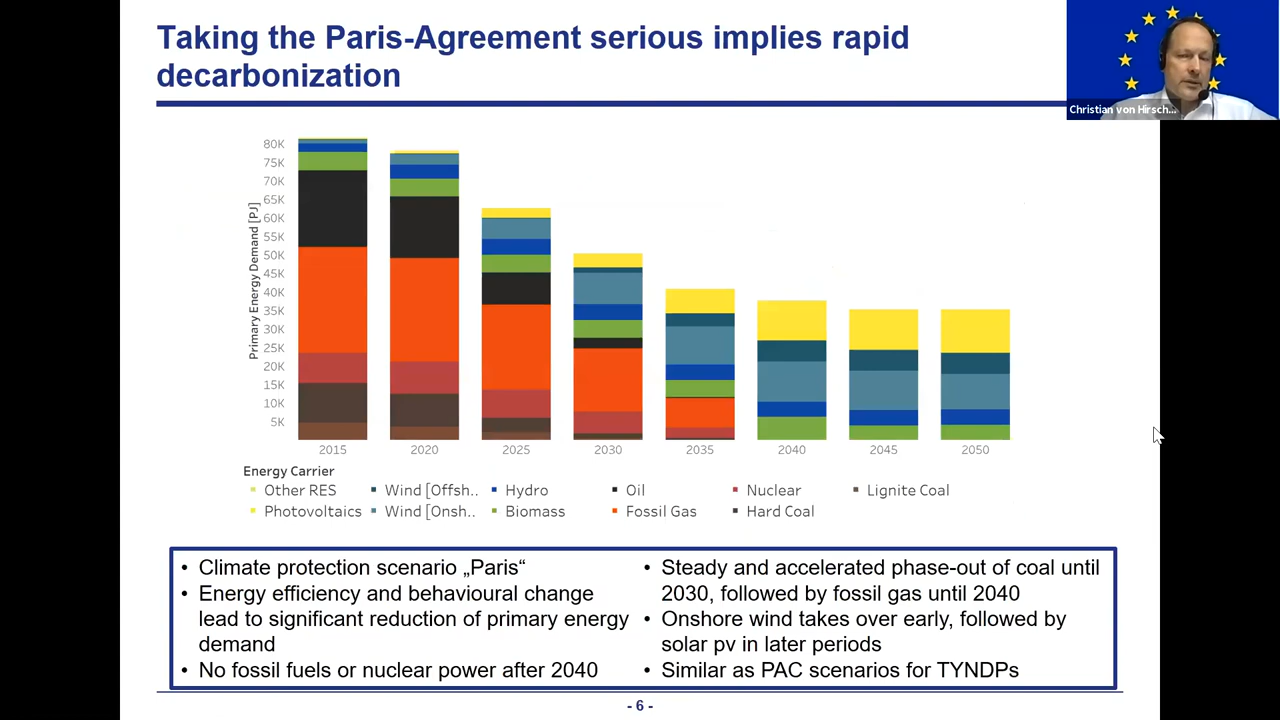 Taking the Paris-Agreement serious implies rapid
decarbonization
Christian von Hirsch...
Primary Energy Demand [PJ]
80K
75K
70K
65K
60K
55K
50K
45K
40K
35K
30K
25K
20K
15K
10K
5K
2015 2020 2025 2030 2035 2040 2045 2050
Energy Carrier
Other RES Wind [Offsh.. Hydro Oil Nuclear Lignite Coal
Photovoltaics Wind [Onsh.. Biomass Fossil Gas Hard Coal
• Climate protection scenario „Paris“
• Energy efficiency and behavioural change
lead to significant reduction of primary energy
demand
• No fossil fuels or nuclear power after 2040
• Steady and accelerated phase-out of coal until
2030, followed by fossil gas until 2040
• Onshore wind takes over early, followed by
solar pv in later periods
• Similar as PAC scenarios for TYNDPs
- 6 -